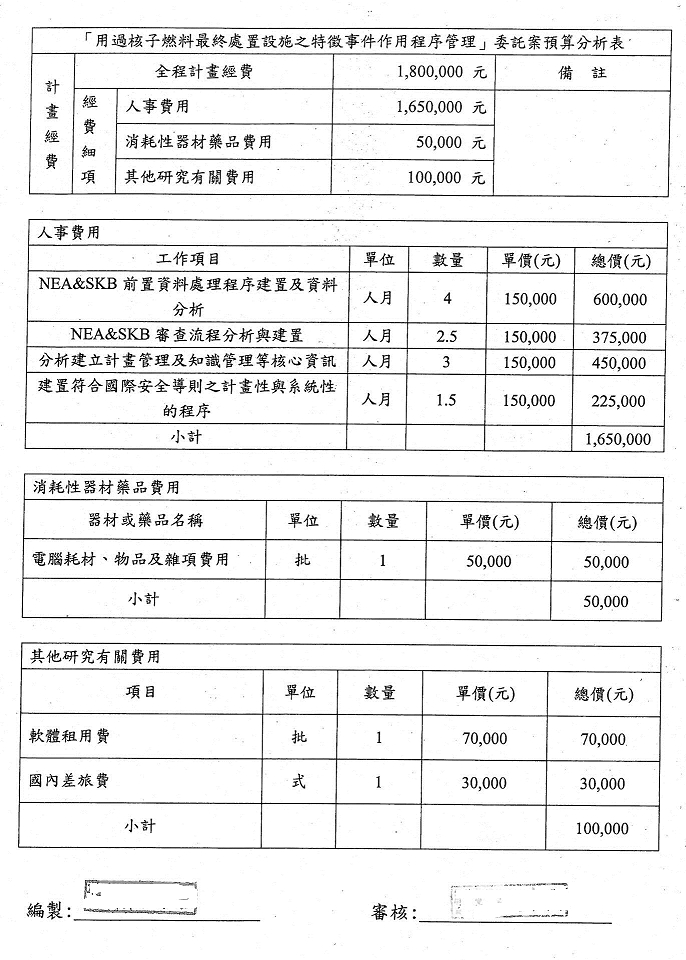 「用過核子燃料最終處置設施之特徵事件作用程序管理」委託案預算分析表
計畫經費
全程計畫經費 1,800,000 元 備 註
經費細項
人事費用 1,650,000 元
消耗性器材藥品費用 50,000 元
其他研究有關費用 100,000 元
人事費用
工作項目 單位 數量 單價(元) 總價(元)
NEA&SKB 前置資料處理程序建置及資料
分析 人月 4 150,000 600,000
NEA&SKB 審查流程分析與建置 人月 2.5 150,000 375,000
分析建立計畫管理及知識管理等核心資訊 人月 3 150,000 450,000
建置符合國際安全導則之計畫性與系統性
的程序 人月 1.5 150,000 225,000
小計 1,650,000
消耗性器材藥品費用
器材或藥品名稱 單位 數量 單價(元) 總價(元)
電腦耗材、物品及雜項費用 批 1 50,000 50,000
小計 50,000
其他研究有關費用
項目 單位 數量 單價(元) 總價(元)
軟體租用費 批 1 70,000 70,000
國內差旅費 式 1 30,000 30,000
小計 100,000
編製: 審核: